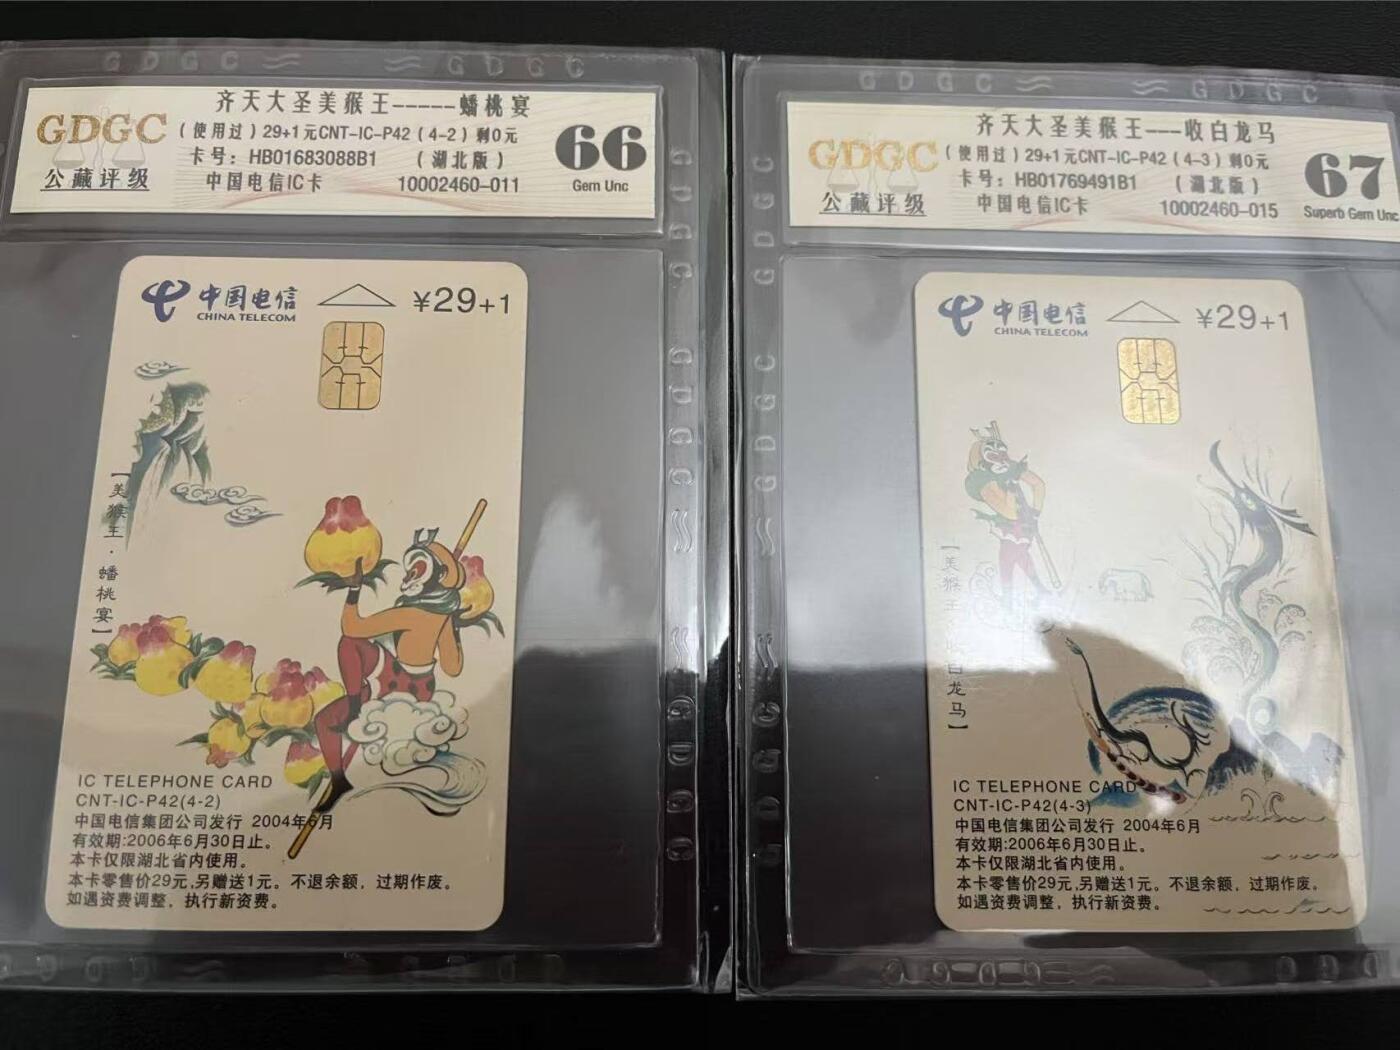 GDGC
公藏评级
齐天大圣美猴王-----蟠桃宴
(使用过)29+1元CNT-IC-P42(4-2)剩0元
卡号：HB01683088B1 (湖北版)
中国电信IC卡 10002460-011
66
Gem Unc
中国电信
CHINA TELECOM
¥29+1
【美猴王·蟠桃宴】
IC TELEPHONE CARD
CNT-IC-P42(4-2)
中国电信集团公司发行 2004年6月
有效期:2006年6月30日止。
本卡仅限湖北省内使用。
本卡零售价29元,另赠送1元。不退余额，过期作废。
如遇资费调整，执行新资费。
GDGC
公藏评级
齐天大圣美猴王---收白龙马
(使用过)29+1元CNT-IC-P42(4-3)剩0元
卡号：HB01769491B1 (湖北版)
中国电信IC卡 10002460-015
67
Superb Gem Unc
中国电信
CHINA TELECOM
¥29+1
【美猴王·收白龙马】
IC TELEPHONE CARD
CNT-IC-P42(4-3)
中国电信集团公司发行 2004年6月
有效期:2006年6月30日止。
本卡仅限湖北省内使用。
本卡零售价29元,另赠送1元。不退余额，过期作废。
如遇资费调整，执行新资费。